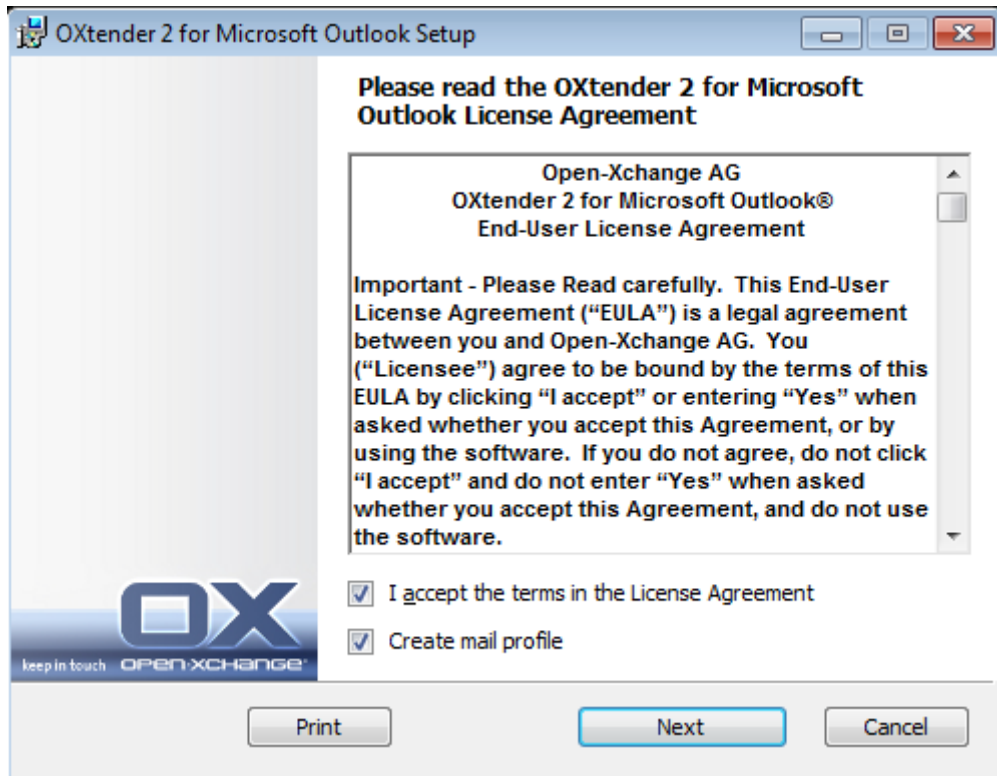 OXtender 2 for Microsoft Outlook Setup
Please read the OXtender 2 for Microsoft
Outlook License Agreement
Open-Xchange AG
OXtender 2 for Microsoft Outlook®
End-User License Agreement
Important - Please Read carefully.  This End-User
License Agreement (“EULA”) is a legal agreement
between you and Open-Xchange AG.  You
(“Licensee”) agree to be bound by the terms of this
EULA by clicking “I accept” or entering “Yes” when
asked whether you accept this Agreement, or by
using the software.  If you do not agree, do not click
“I accept” and do not enter “Yes” when asked
whether you accept this Agreement, and do not use
the software.
I accept the terms in the License Agreement
Create mail profile
OX
keep in touch OPEN-XCHANGE
Print
Next
Cancel